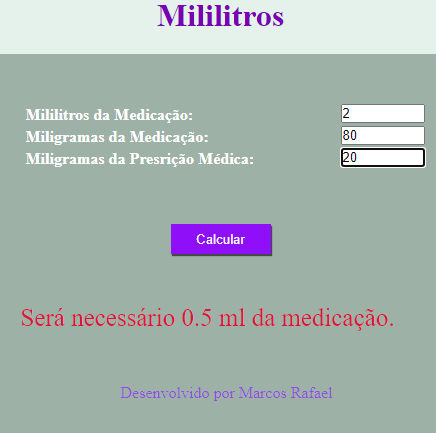 Mililitros
Mililitros da Medicação: 2
Miligramas da Medicação: 80
Miligramas da Presrição Médica: 20
Calcular
Será necessário 0.5 ml da medicação.
Desenvolvido por Marcos Rafael